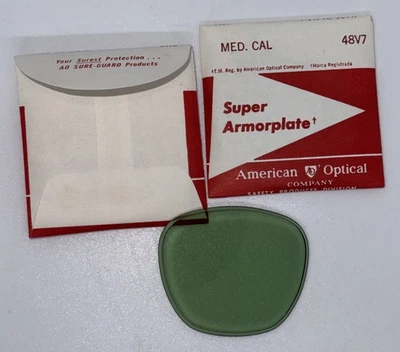 Your Surest Protection . . .
AO SURE-GUARD Products
MED. CAL 48V7
†T.M. Reg. by American Optical Company †Marca Registrada
Super
Armorplate†
American AO Optical
COMPANY
SAFETY PRODUCTS DIVISION